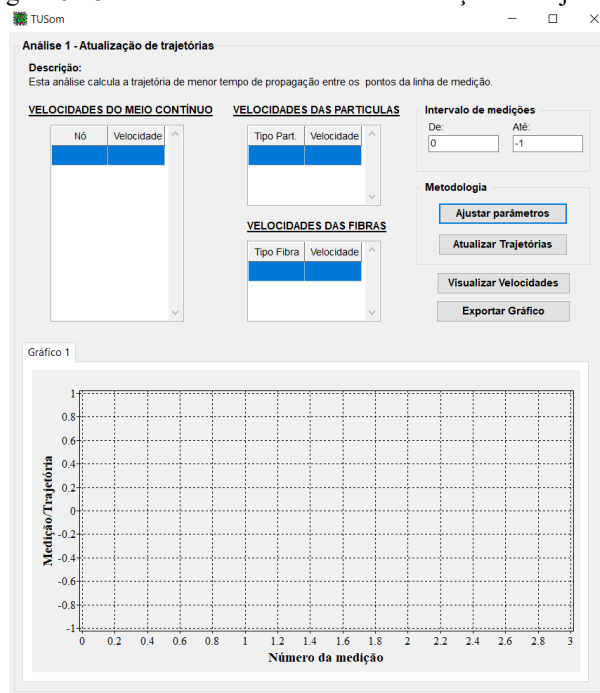 TUSom
Análise 1 - Atualização de trajetórias
Descrição:
Esta análise calcula a trajetória de menor tempo de propagação entre os pontos da linha de medição.
VELOCIDADES DO MEIO CONTÍNUO
Nó Velocidade
VELOCIDADES DAS PARTICULAS
Tipo Part. Velocidade
VELOCIDADES DAS FIBRAS
Tipo Fibra Velocidade
Intervalo de medições
De: Até:
0 -1
Metodologia
Ajustar parâmetros
Atualizar Trajetórias
Visualizar Velocidades
Exportar Gráfico
Gráfico 1
Medição/Trajetória
1
0.8
0.6
0.4
0.2
0
-0.2
-0.4
-0.6
-0.8
-1
0 0.2 0.4 0.6 0.8 1 1.2 1.4 1.6 1.8 2 2.2 2.4 2.6 2.8 3
Número da medição